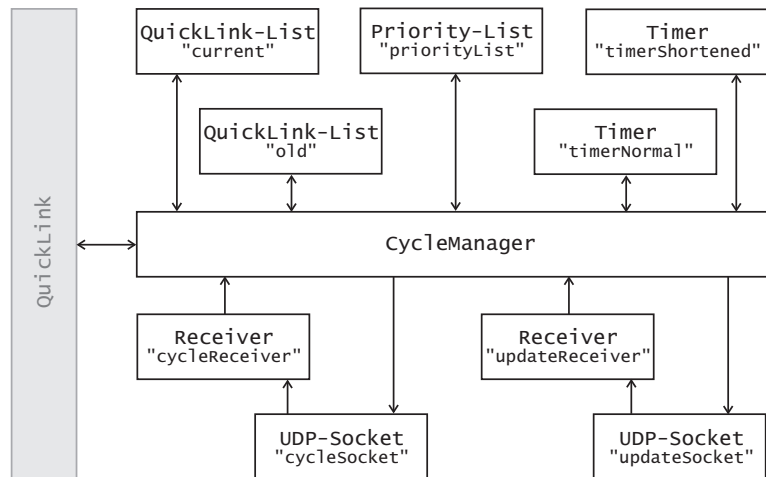 QuickLink-List
"current"
Priority-List
"priorityList"
Timer
"timerShortened"
QuickLink-List
"old"
Timer
"timerNormal"
QuickLink
CycleManager
Receiver
"cycleReceiver"
Receiver
"updateReceiver"
UDP-Socket
"cycleSocket"
UDP-Socket
"updateSocket"